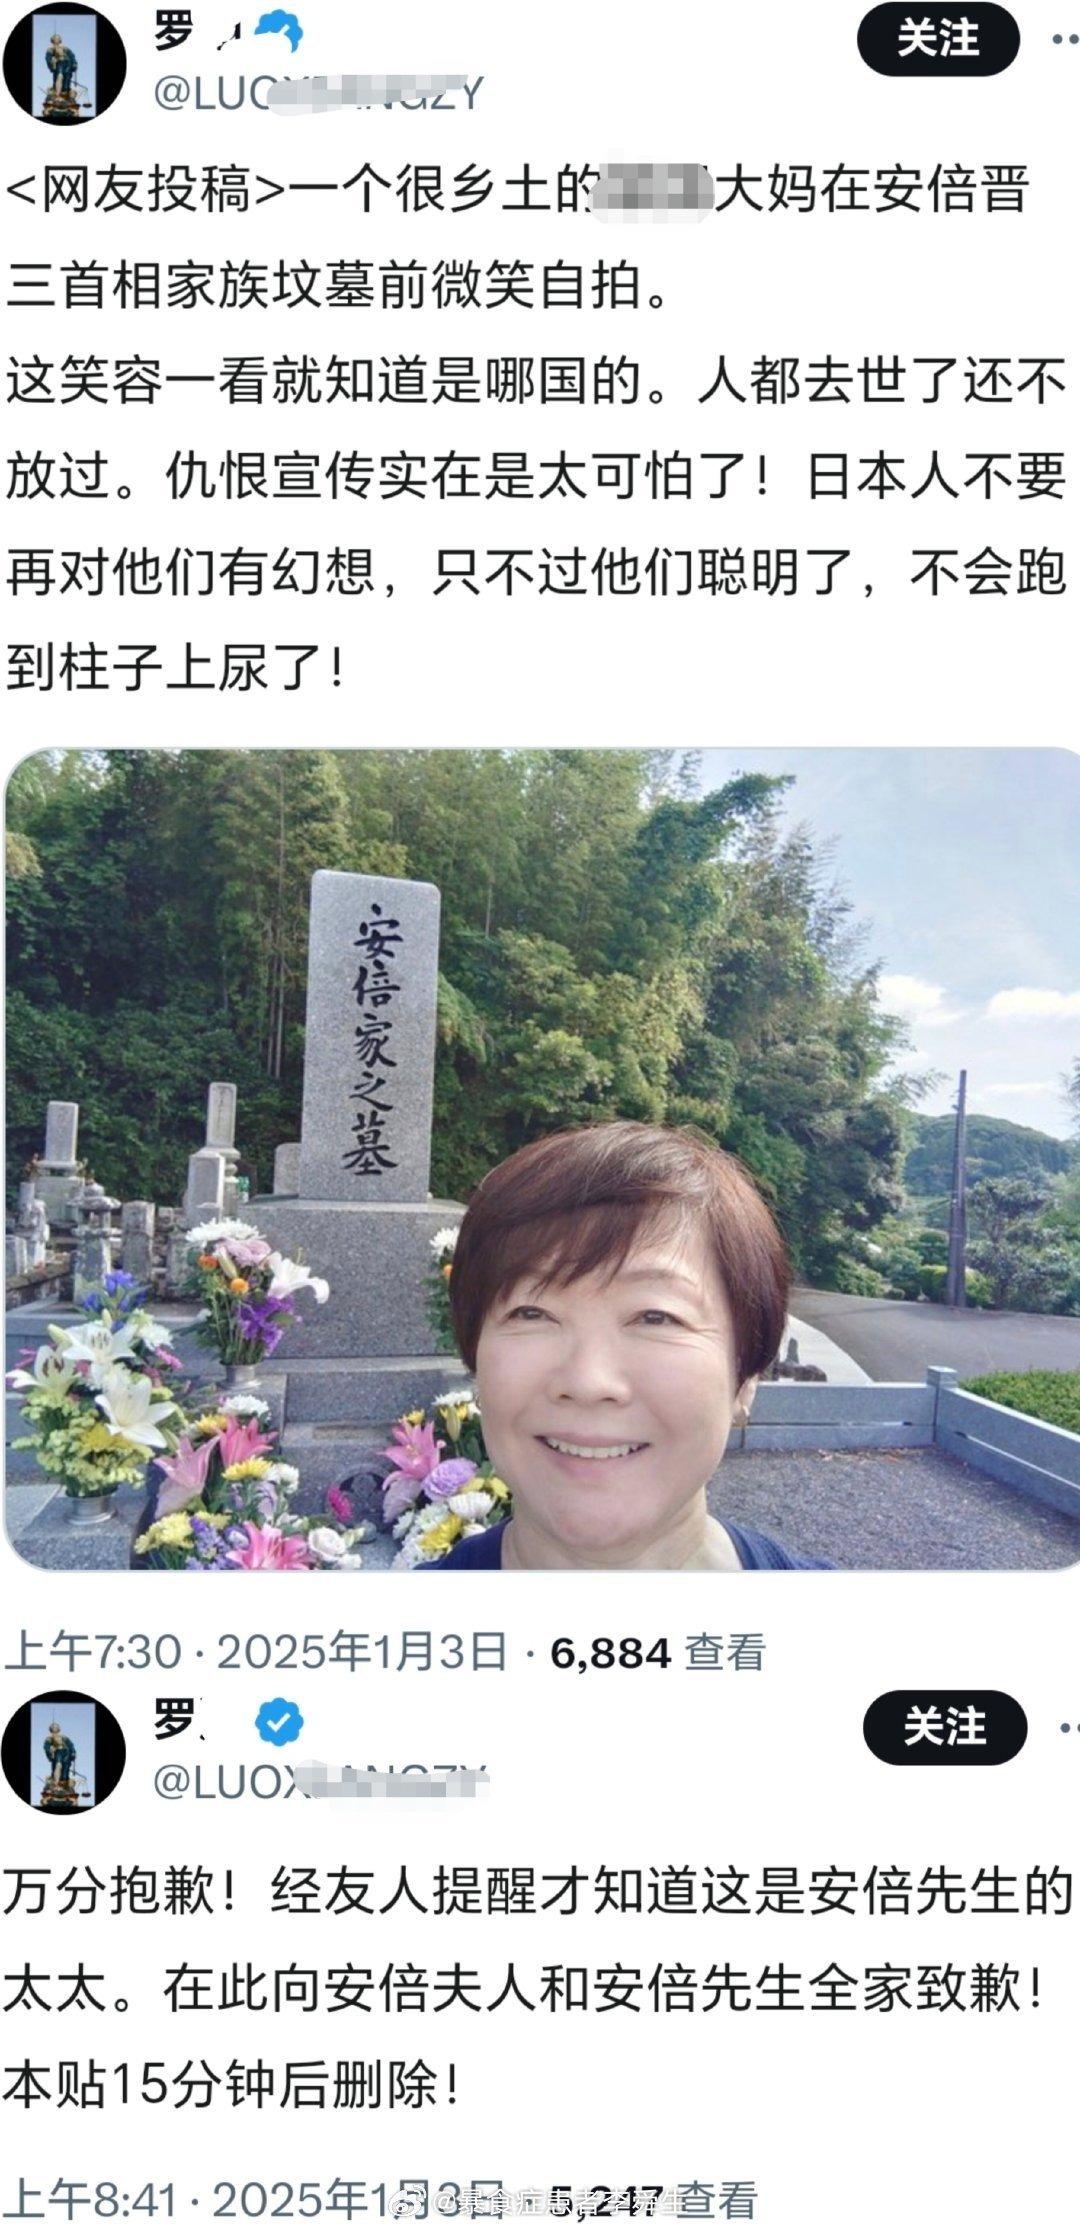 罗
关注
@LUO
ZY
<网友投稿>一个很乡土的
大妈在安倍晋
三首相家族坟墓前微笑自拍。
这笑容一看就知道是哪国的。人都去世了还不
放过。仇恨宣传实在是太可怕了！日本人不要
再对他们有幻想，只不过他们聪明了，不会跑
到柱子上尿了！
安倍家之墓
上午7:30 · 2025年1月3日 · 6,884 查看
罗
关注
@LUOX
万分抱歉！经友人提醒才知道这是安倍先生的
太太。在此向安倍夫人和安倍先生全家致歉！
本贴15分钟后删除！
上午8:41 · 2025年1月3日 · 5,247 查看
@暴食症患者李舜生